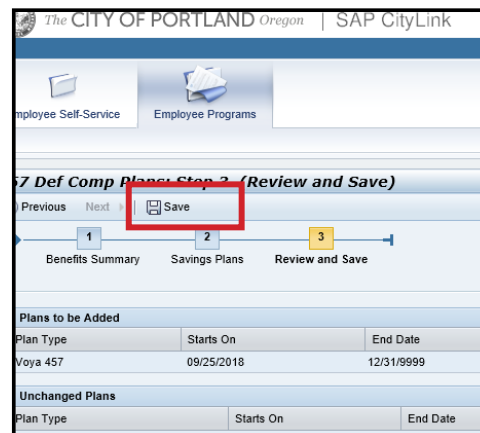 The CITY OF PORTLAND Oregon | SAP CityLink
mployee Self-Service Employee Programs
57 Def Comp Plans: Step 3 (Review and Save)
Previous Next Save
1 2 3
Benefits Summary Savings Plans Review and Save
Plans to be Added
Plan Type Starts On End Date
Voya 457 09/25/2018 12/31/9999
Unchanged Plans
Plan Type Starts On End Date